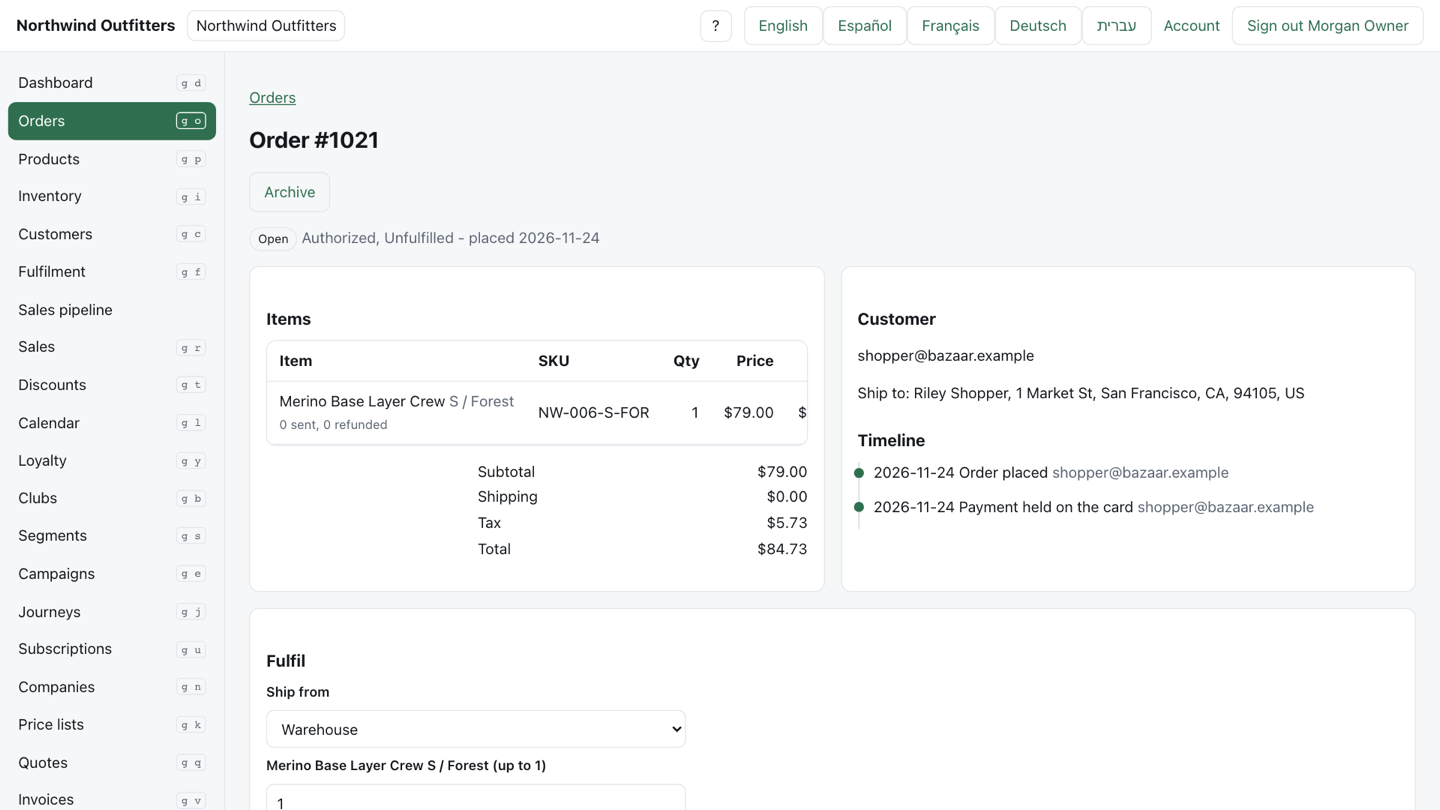 Northwind Outfitters
Northwind Outfitters
?
English
Español
Français
Deutsch
עברית
Account
Sign out Morgan Owner
Dashboard g d
Orders g o
Products g p
Inventory g i
Customers g c
Fulfilment g f
Sales pipeline
Sales g r
Discounts g t
Calendar g l
Loyalty g y
Clubs g b
Segments g s
Campaigns g e
Journeys g j
Subscriptions g u
Companies g n
Price lists g k
Quotes g q
Invoices g v
Orders
Order #1021
Archive
Open Authorized, Unfulfilled - placed 2026-11-24
Items
Item SKU Qty Price
Merino Base Layer Crew S / Forest NW-006-S-FOR 1 $79.00 $
0 sent, 0 refunded
Subtotal $79.00
Shipping $0.00
Tax $5.73
Total $84.73
Customer
shopper@bazaar.example
Ship to: Riley Shopper, 1 Market St, San Francisco, CA, 94105, US
Timeline
2026-11-24 Order placed shopper@bazaar.example
2026-11-24 Payment held on the card shopper@bazaar.example
Fulfil
Ship from
Warehouse
Merino Base Layer Crew S / Forest (up to 1)
1